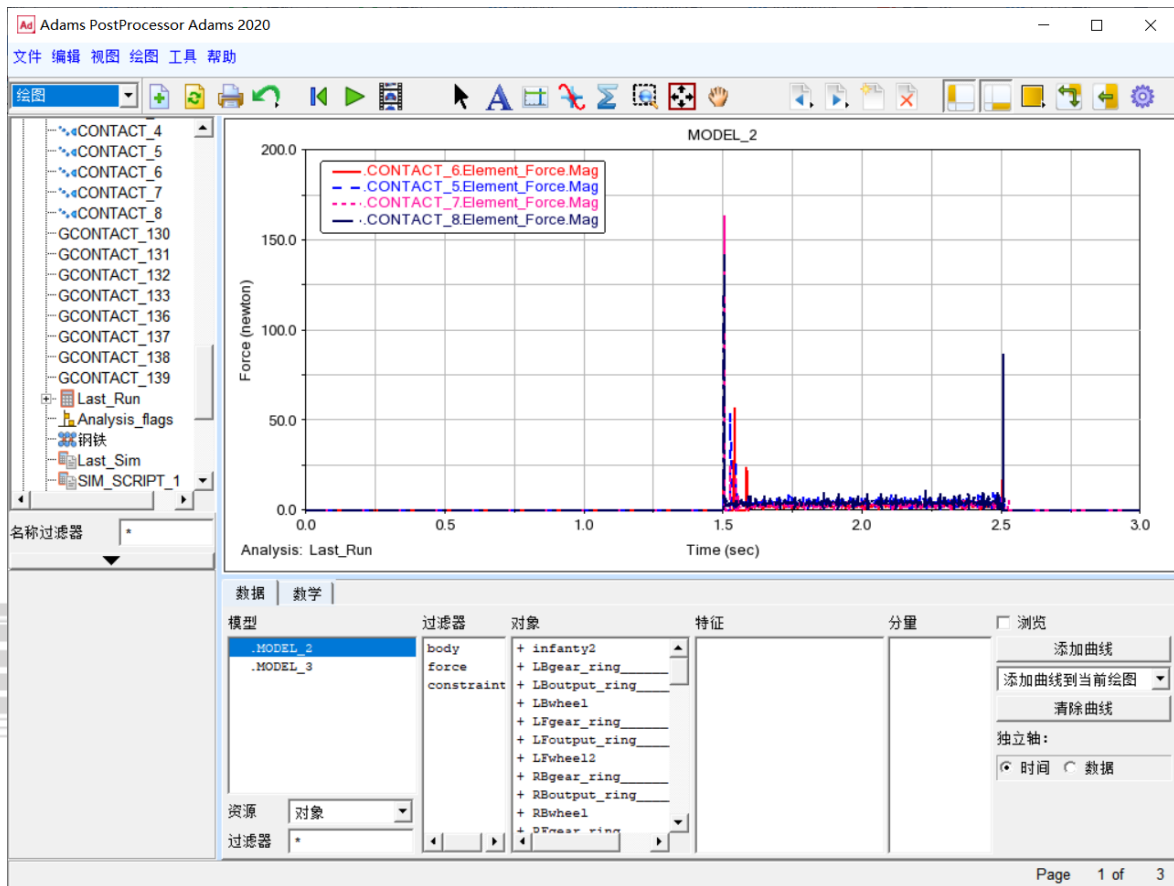 Adams PostProcessor Adams 2020
文件 编辑 视图 绘图 工具 帮助
绘图
CONTACT_4
CONTACT_5
CONTACT_6
CONTACT_7
CONTACT_8
GCONTACT_130
GCONTACT_131
GCONTACT_132
GCONTACT_133
GCONTACT_136
GCONTACT_137
GCONTACT_138
GCONTACT_139
Last_Run
Analysis_flags
钢铁
Last_Sim
SIM_SCRIPT_1
名称过滤器 *
MODEL_2
.CONTACT_6.Element_Force.Mag
.CONTACT_5.Element_Force.Mag
.CONTACT_7.Element_Force.Mag
.CONTACT_8.Element_Force.Mag
200.0
150.0
100.0
50.0
0.0
Force (newton)
0.0 0.5 1.0 1.5 2.0 2.5 3.0
Analysis: Last_Run Time (sec)
数据 数学
模型 过滤器 对象 特征 分量 浏览
.MODEL_2 body + infanty2 添加曲线
.MODEL_3 force + LBgear_ring______ 添加曲线到当前绘图
constraint + LBoutput_ring____ 清除曲线
+ LBwheel
+ LFgear_ring______ 独立轴：
+ LFoutput_ring____
+ LFwheel2 时间 数据
+ RBgear_ring______
+ RBoutput_ring____
资源 对象 + RBwheel
+ RFgear_ring
过滤器 *
Page 1 of 3